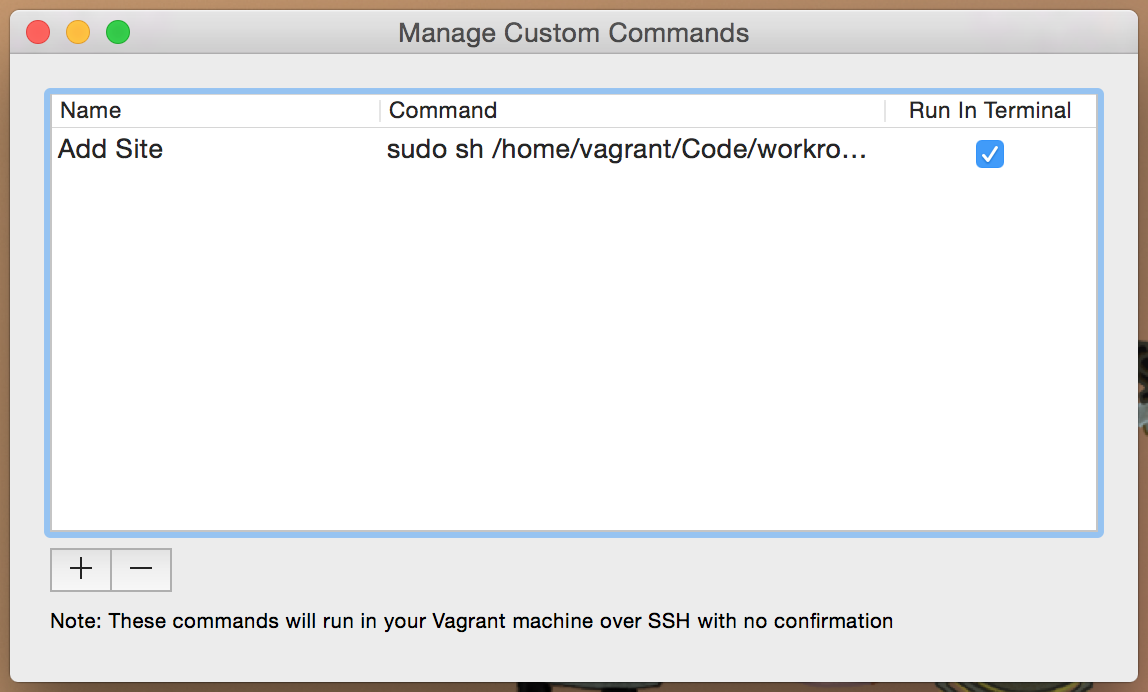 Manage Custom Commands
Name Command Run In Terminal
Add Site sudo sh /home/vagrant/Code/workro...
Note: These commands will run in your Vagrant machine over SSH with no confirmation